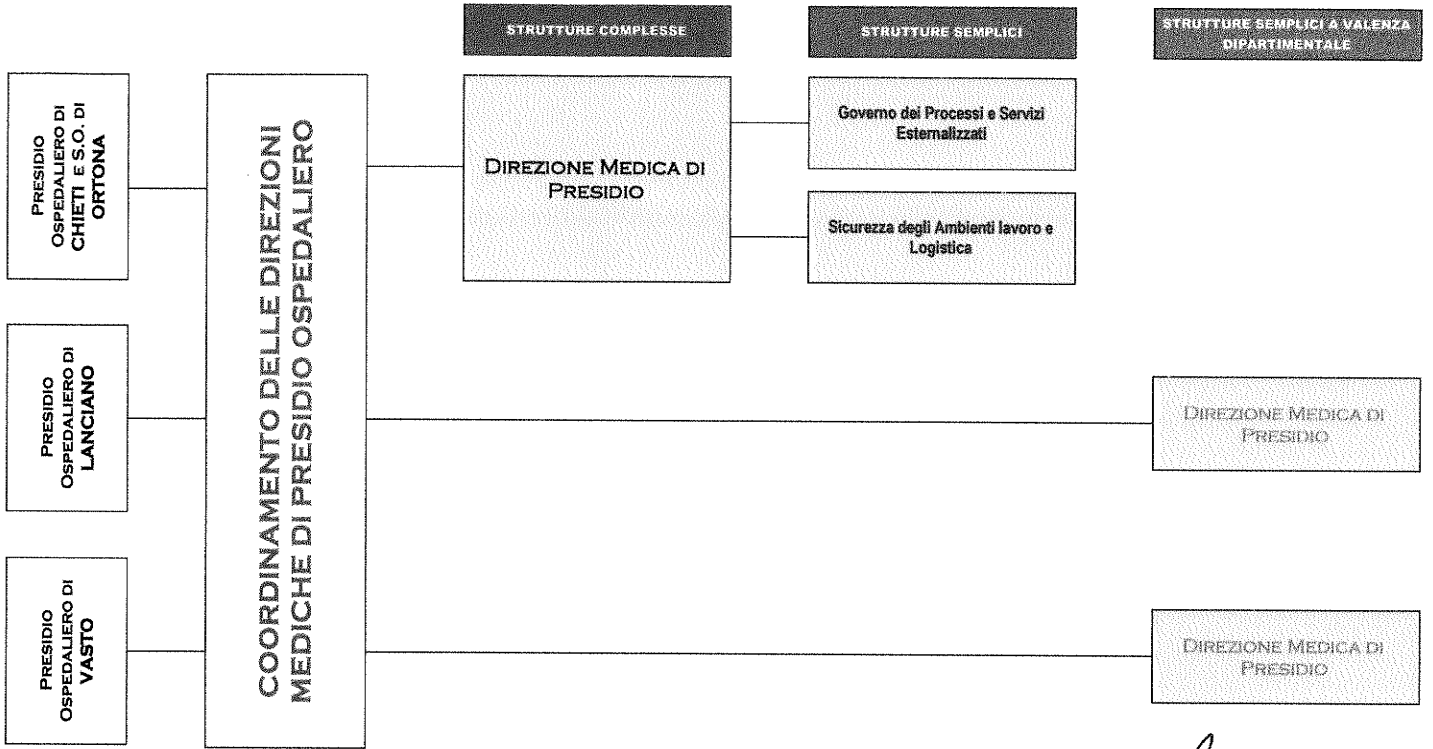 STRUTTURE COMPLESSE
STRUTTURE SEMPLICI
STRUTTURE SEMPLICI A VALENZA
DIPARTIMENTALE
PRESIDIO
OSPEDALIERO DI
CHIETI E S.O. DI
ORTONA
COORDINAMENTO DELLE DIREZIONI
MEDICHE DI PRESIDIO OSPEDALIERO
DIREZIONE MEDICA DI
PRESIDIO
Governo dei Processi e Servizi
Esternalizzati
Sicurezza degli Ambienti lavoro e
Logistica
PRESIDIO
OSPEDALIERO DI
LANCIANO
DIREZIONE MEDICA DI
PRESIDIO
PRESIDIO
OSPEDALIERO DI
VASTO
DIREZIONE MEDICA DI
PRESIDIO